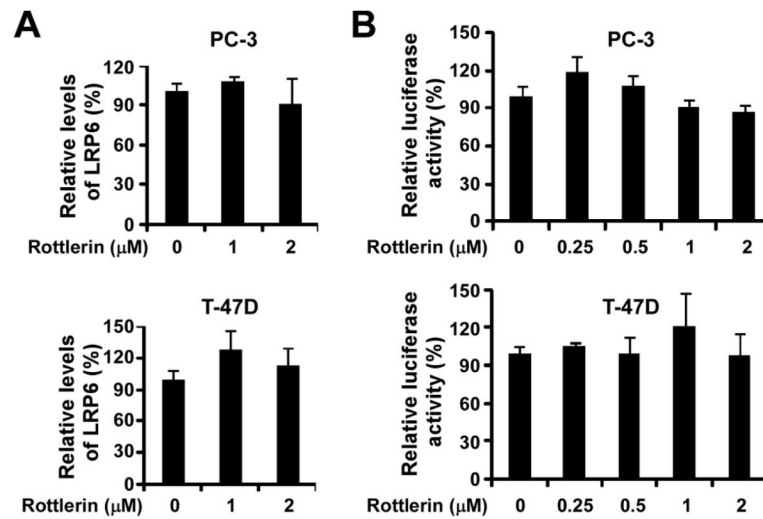 A
PC-3
Relative levels
of LRP6 (%)
120
90
60
30
0
Rottlerin (μM) 0 1 2
T-47D
Relative levels
of LRP6 (%)
150
120
90
60
30
0
Rottlerin (μM) 0 1 2
B
PC-3
Relative luciferase
activity (%)
150
120
90
60
30
0
Rottlerin (μM) 0 0.25 0.5 1 2
T-47D
Relative luciferase
activity (%)
150
120
90
60
30
0
Rottlerin (μM) 0 0.25 0.5 1 2